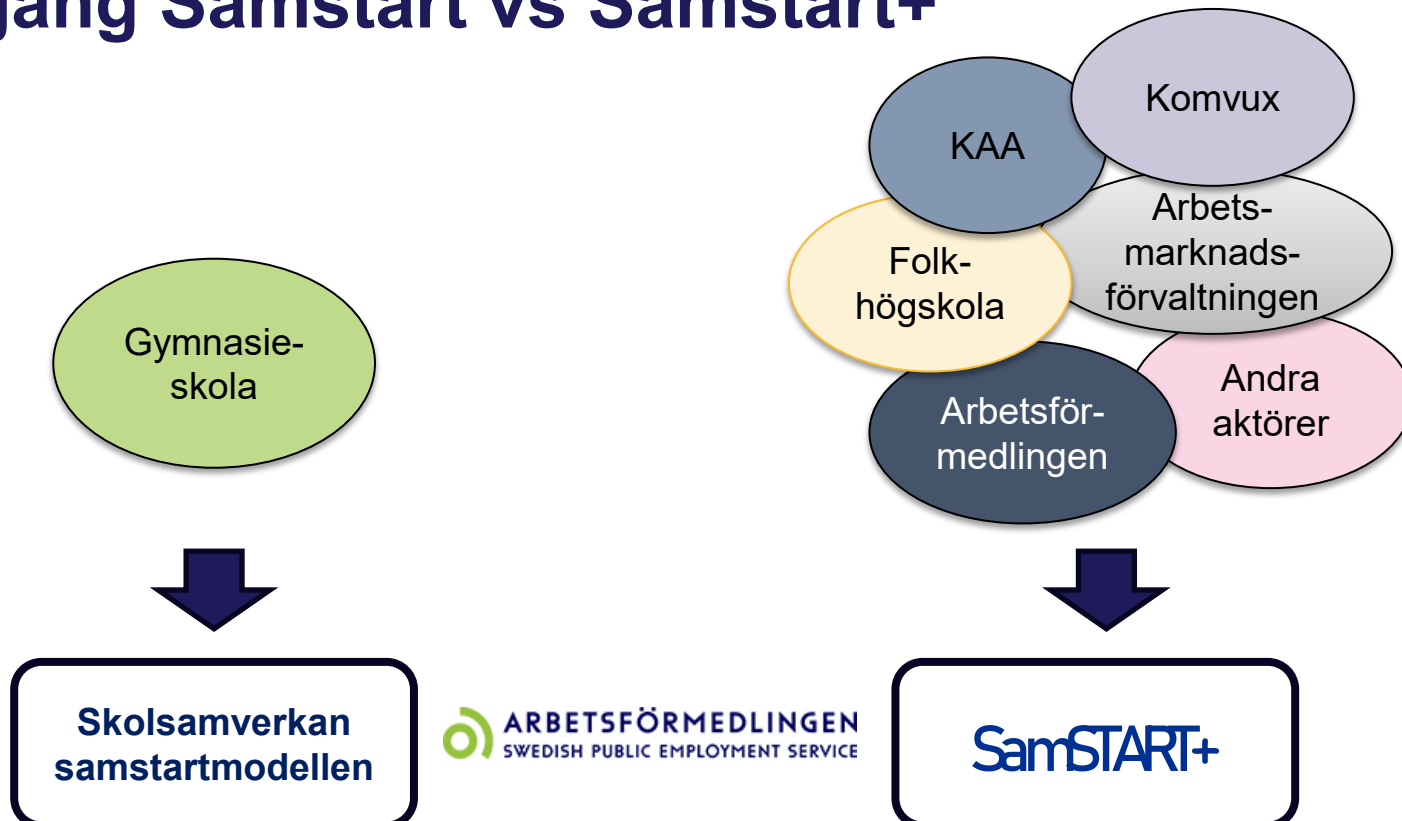 gång Samstart vs Samstart+
Komvux
KAA
Arbets-
marknads-
förvaltningen
Folk-
högskola
Gymnasie-
skola
Andra
aktörer
Arbetsför-
medlingen
Skolsamverkan
samstartmodellen
ARBETSFÖRMEDLINGEN
SWEDISH PUBLIC EMPLOYMENT SERVICE
SamSTART+